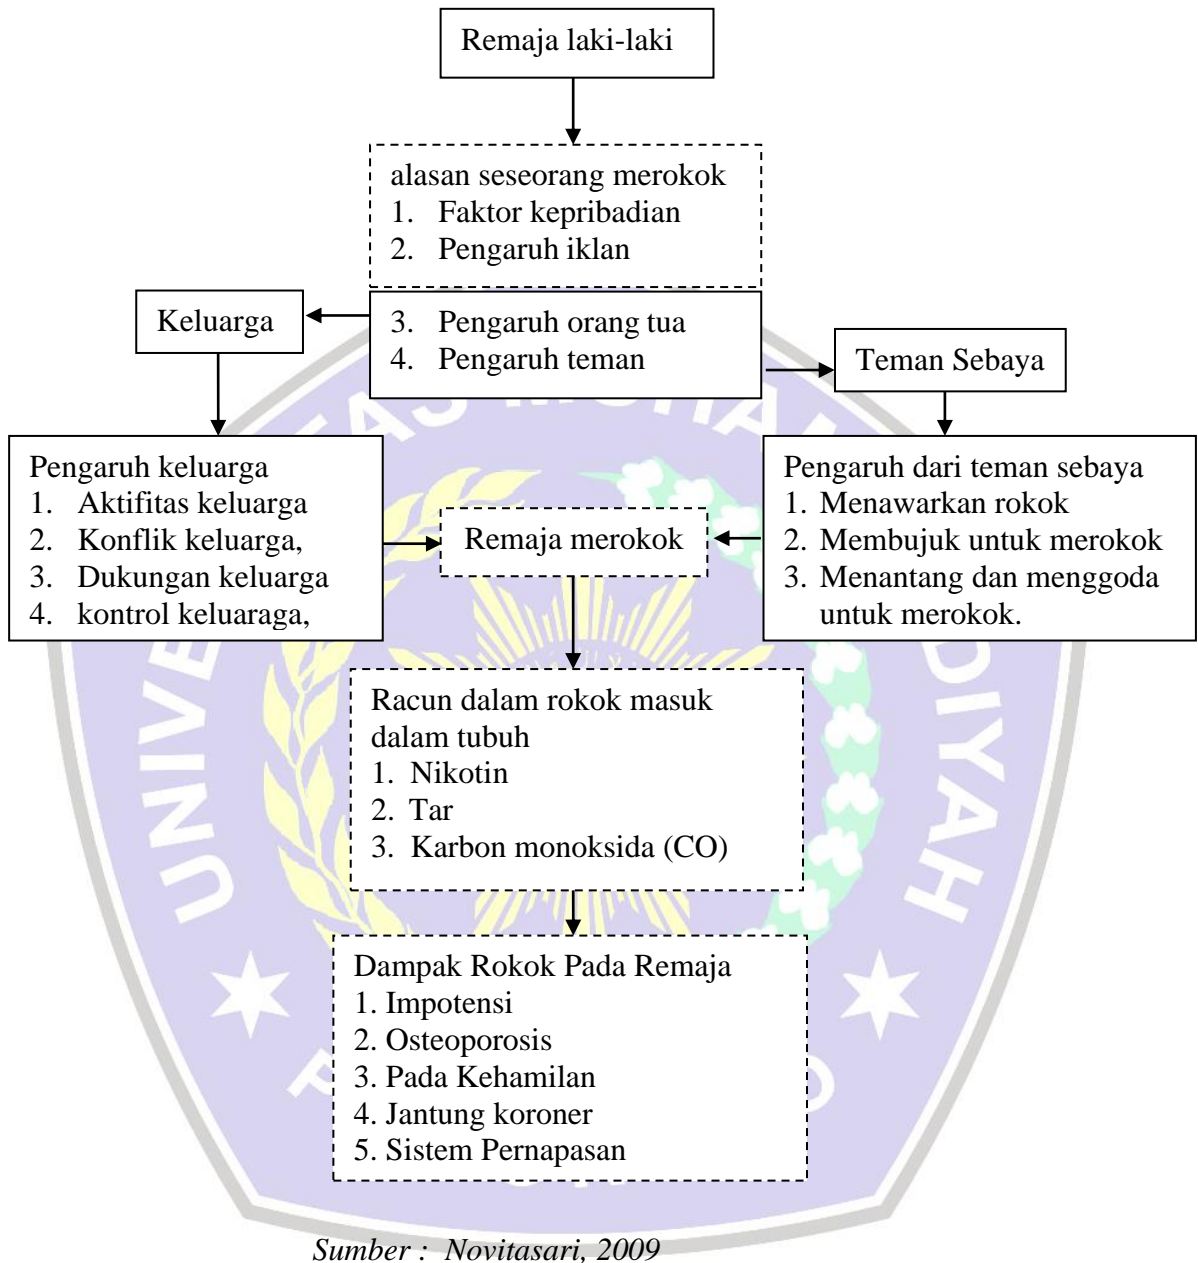 Remaja laki-laki
alasan seseorang merokok
1. Faktor kepribadian
2. Pengaruh iklan
3. Pengaruh orang tua
4. Pengaruh teman
Keluarga
Teman Sebaya
Pengaruh keluarga
1. Aktifitas keluarga
2. Konflik keluarga,
3. Dukungan keluarga
4. kontrol keluaraga,
Remaja merokok
Pengaruh dari teman sebaya
1. Menawarkan rokok
2. Membujuk untuk merokok
3. Menantang dan menggoda
untuk merokok.
Racun dalam rokok masuk
dalam tubuh
1. Nikotin
2. Tar
3. Karbon monoksida (CO)
Dampak Rokok Pada Remaja
1. Impotensi
2. Osteoporosis
3. Pada Kehamilan
4. Jantung koroner
5. Sistem Pernapasan
Sumber : Novitasari, 2009